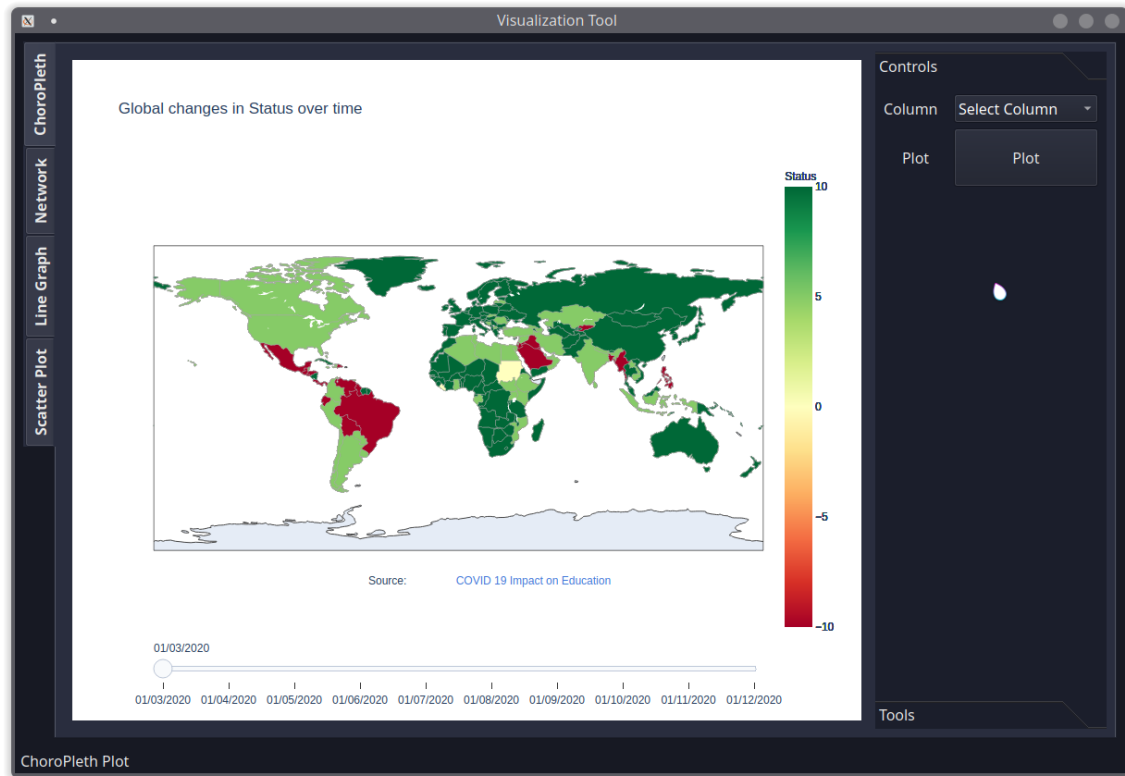 Visualization Tool
ChoroPleth
Network
Line Graph
Scatter Plot
Global changes in Status over time
Status
10
5
0
−5
−10
Source: COVID 19 Impact on Education
01/03/2020
01/03/2020 01/04/2020 01/05/2020 01/06/2020 01/07/2020 01/08/2020 01/09/2020 01/10/2020 01/11/2020 01/12/2020
Controls
Column Select Column
Plot Plot
Tools
ChoroPleth Plot